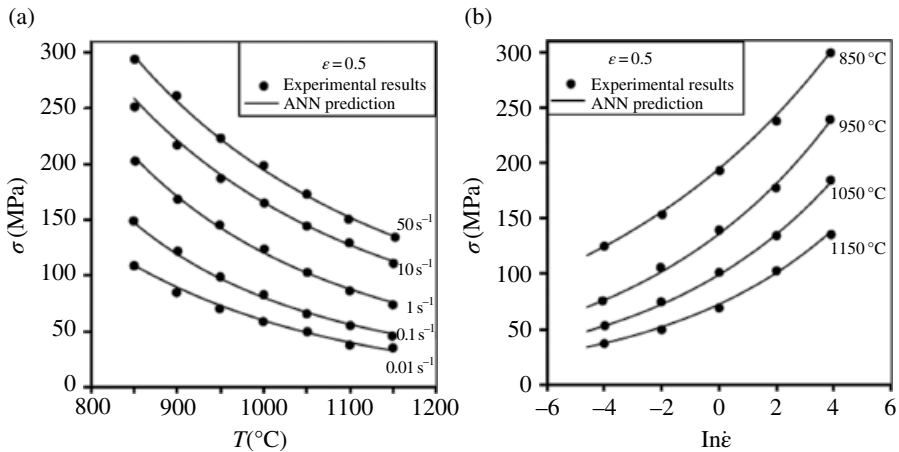 (a)
300
250
200
150
100
50
0
σ (MPa)
ε = 0.5
Experimental results
ANN prediction
50 s⁻¹
10 s⁻¹
1 s⁻¹
0.1 s⁻¹
0.01 s⁻¹
800 900 1000 1100 1200
T(°C)
(b)
300
250
200
150
100
50
0
σ (MPa)
ε = 0.5
Experimental results
ANN prediction
850 °C
950 °C
1050 °C
1150 °C
−6 −4 −2 0 2 4 6
Inε̇